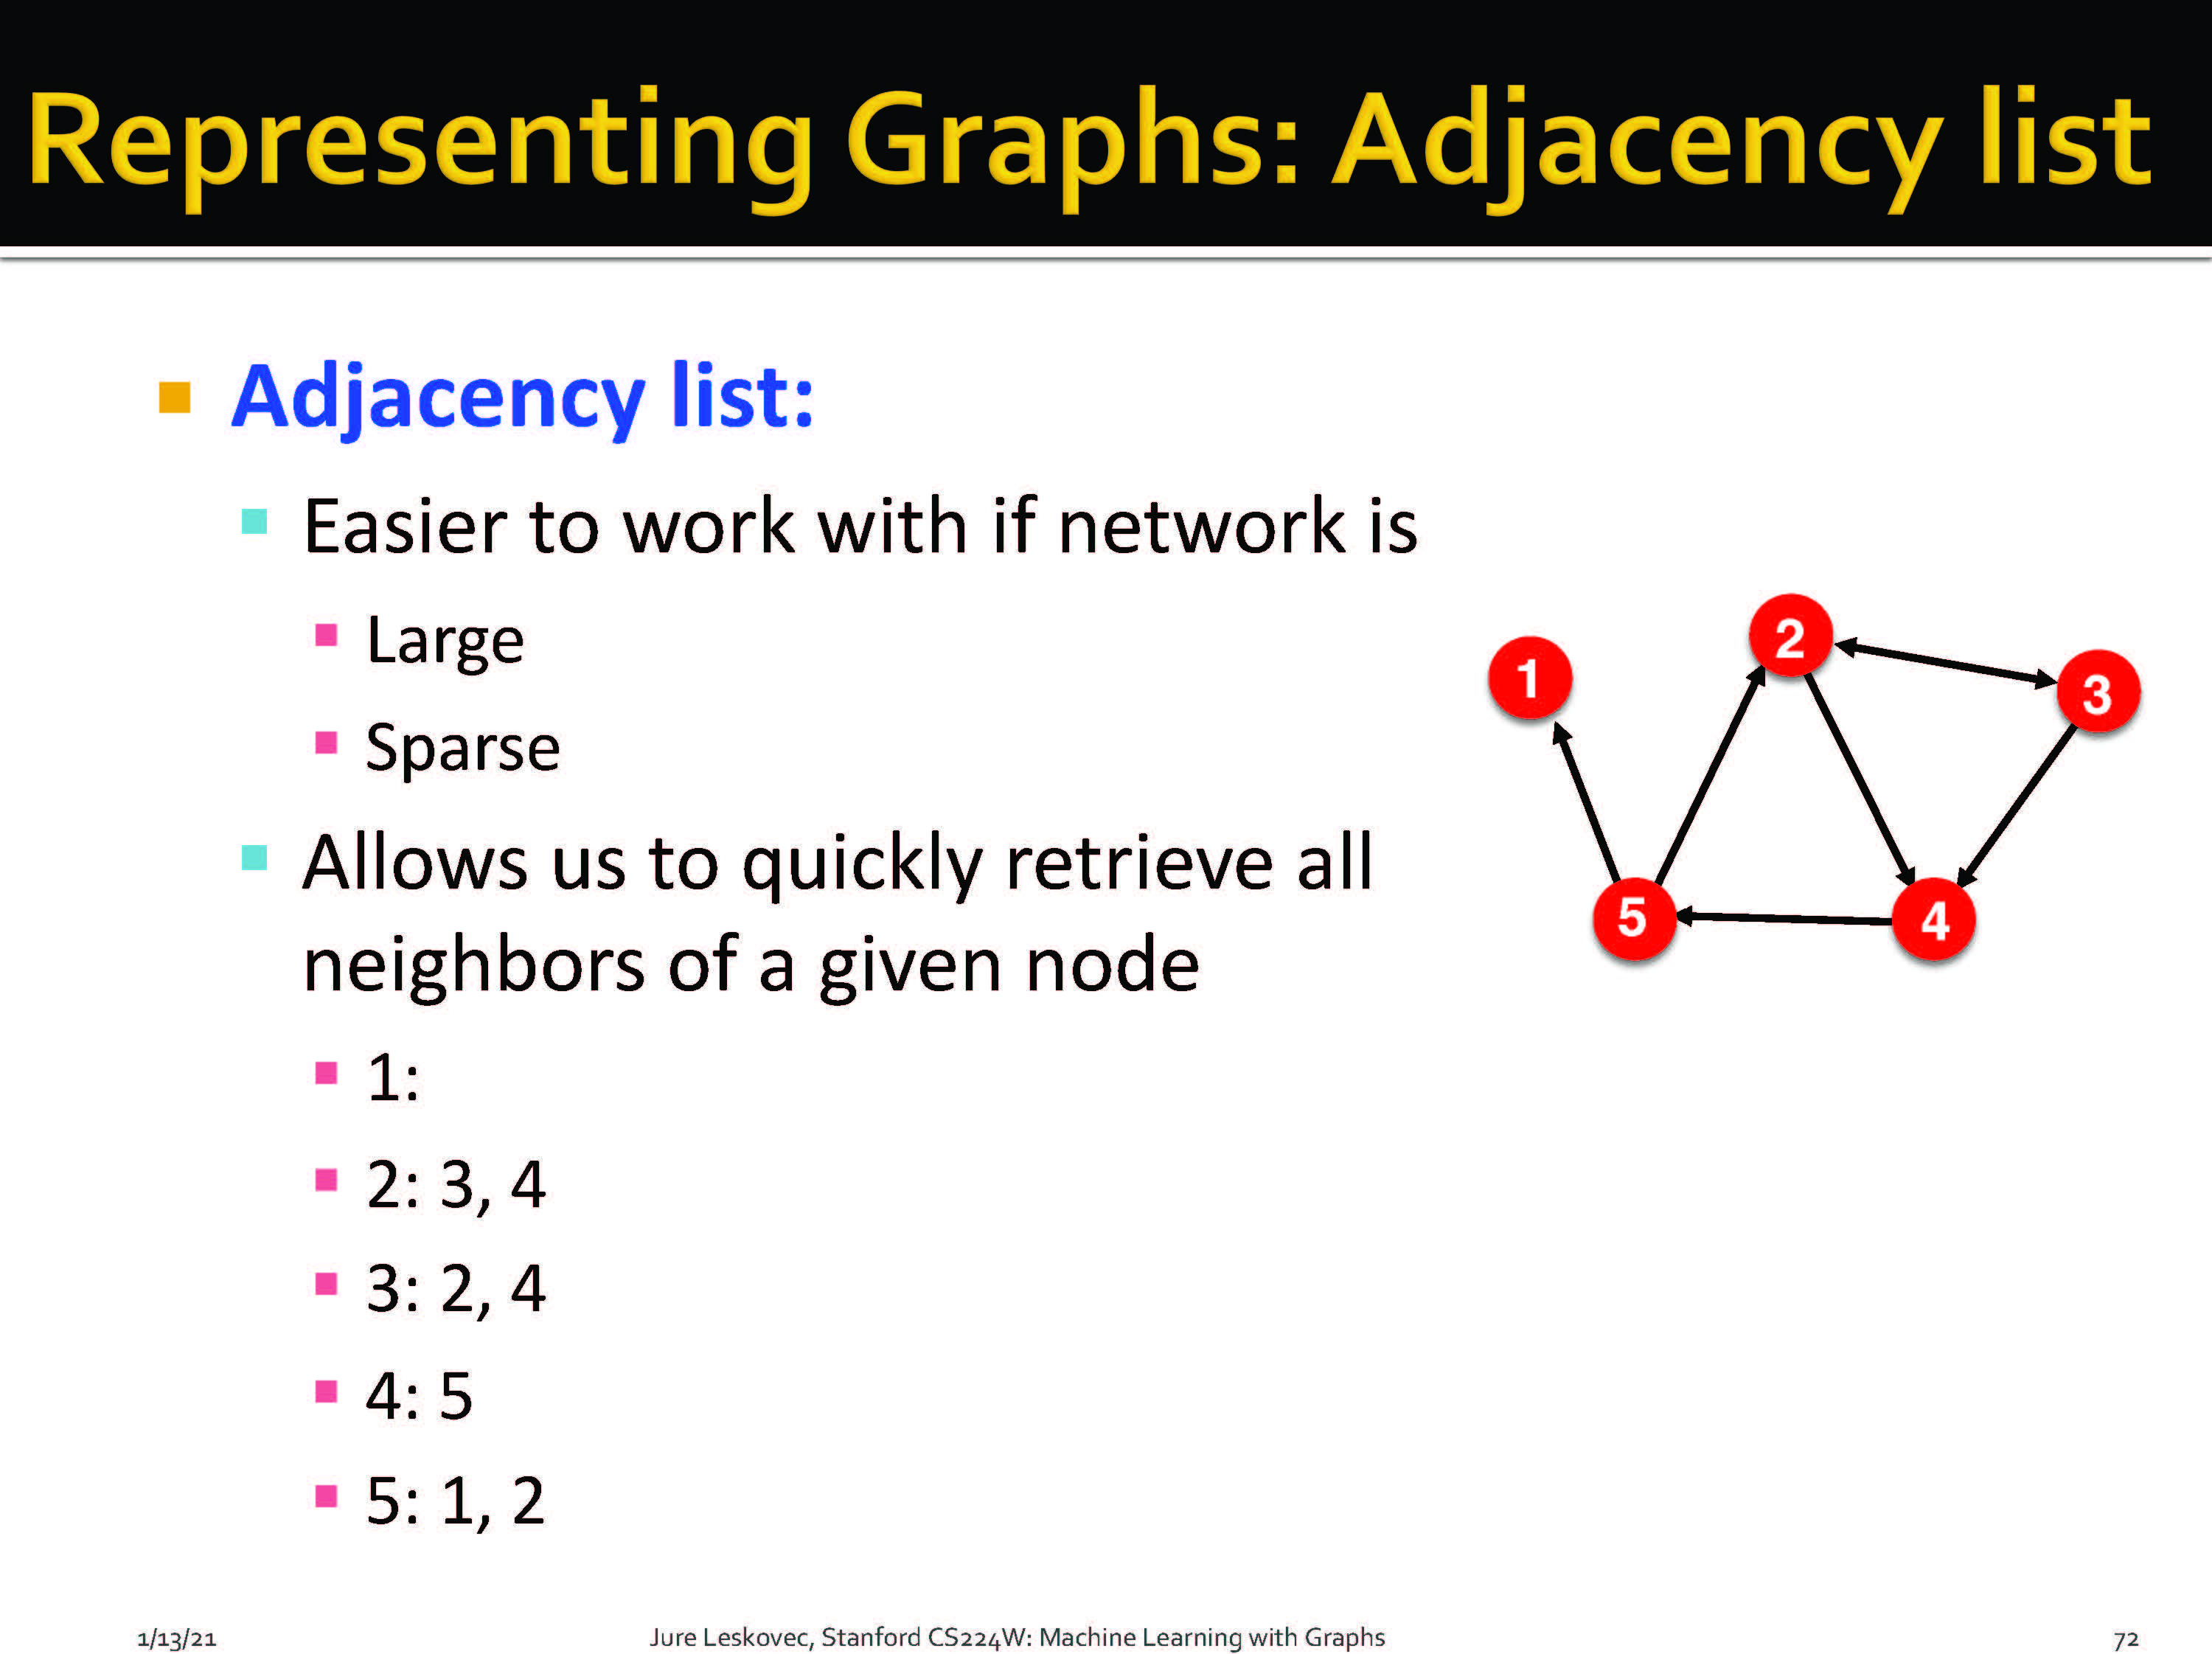 Representing Graphs: Adjacency list
Adjacency list:
Easier to work with if network is
Large
Sparse
Allows us to quickly retrieve all
neighbors of a given node
1:
2: 3, 4
3: 2, 4
4: 5
5: 1, 2
1
2
3
5
4
1/13/21
Jure Leskovec, Stanford CS224W: Machine Learning with Graphs
72